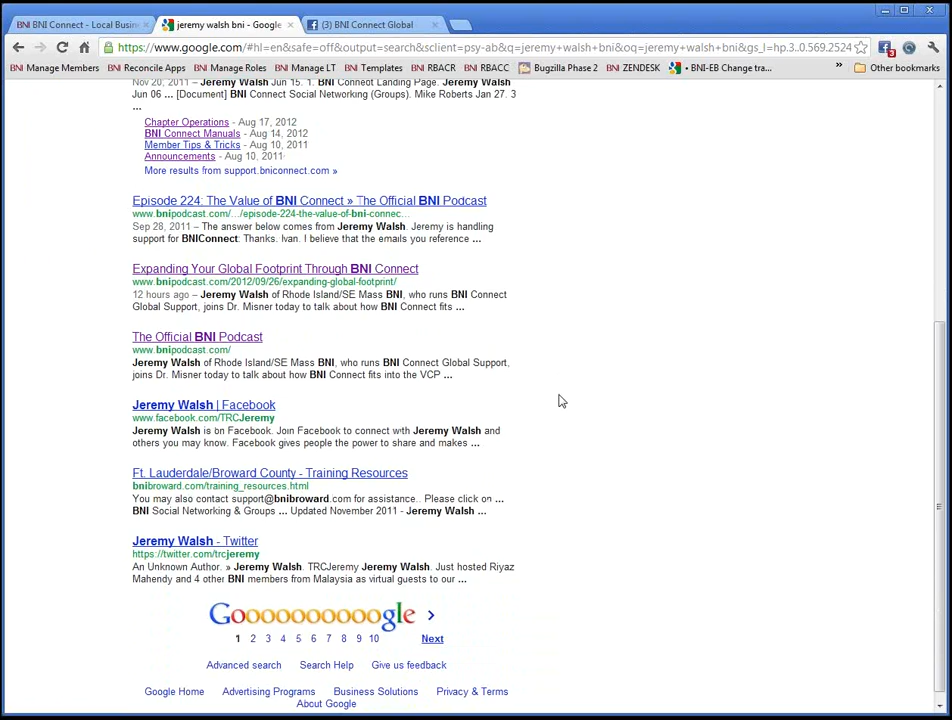 BNI BNI Connect - Local Busin
jeremy walsh bni - Google
(3) BNI Connect Global
https://www.google.com/#hl=en&safe=off&output=search&sclient=psy-ab&q=jeremy+walsh+bni&oq=jeremy+walsh+bni&gs_l=hp.3.0.569.2524
3
BNI Manage Members BNI Reconcile Apps BNI Manage Roles BNI Manage LT BNI Templates BNI RBACR BNI RBACC Bugzilla Phase 2 BNI ZENDESK BNI-EB Change tra... » Other bookmarks
Nov 20, 2011 – Jeremy Walsh Jun 15. 1. BNI Connect Landing Page. Jeremy Walsh
Jun 06 ... [Document] BNI Connect Social Networking (Groups). Mike Roberts Jan 27. 3
...
Chapter Operations - Aug 17, 2012
BNI Connect Manuals - Aug 14, 2012
Member Tips & Tricks - Aug 10, 2011
Announcements - Aug 10, 2011
More results from support.bniconnect.com »
Episode 224: The Value of BNI Connect » The Official BNI Podcast
www.bnipodcast.com/.../episode-224-the-value-of-bni-connec...
Sep 28, 2011 – The answer below comes from Jeremy Walsh. Jeremy is handling
support for BNIConnect: Thanks. Ivan. I believe that the emails you reference ...
Expanding Your Global Footprint Through BNI Connect
www.bnipodcast.com/2012/09/26/expanding-global-footprint/
12 hours ago – Jeremy Walsh of Rhode Island/SE Mass BNI, who runs BNI Connect
Global Support, joins Dr. Misner today to talk about how BNI Connect fits ...
The Official BNI Podcast
www.bnipodcast.com/
Jeremy Walsh of Rhode Island/SE Mass BNI, who runs BNI Connect Global Support,
joins Dr. Misner today to talk about how BNI Connect fits into the VCP ...
Jeremy Walsh | Facebook
www.facebook.com/TRCJeremy
Jeremy Walsh is on Facebook. Join Facebook to connect with Jeremy Walsh and
others you may know. Facebook gives people the power to share and makes ...
Ft. Lauderdale/Broward County - Training Resources
bnibroward.com/training_resources.html
You may also contact support@bnibroward.com for assistance.. Please click on ...
BNI Social Networking & Groups ... Updated November 2011 - Jeremy Walsh ...
Jeremy Walsh - Twitter
https://twitter.com/trcjeremy
An Unknown Author. » Jeremy Walsh. TRCJeremy Jeremy Walsh. Just hosted Riyaz
Mahendy and 4 other BNI members from Malaysia as virtual guests to our ...
Goooooooooogle >
1 2 3 4 5 6 7 8 9 10 Next
Advanced search Search Help Give us feedback
Google Home Advertising Programs Business Solutions Privacy & Terms
About Google